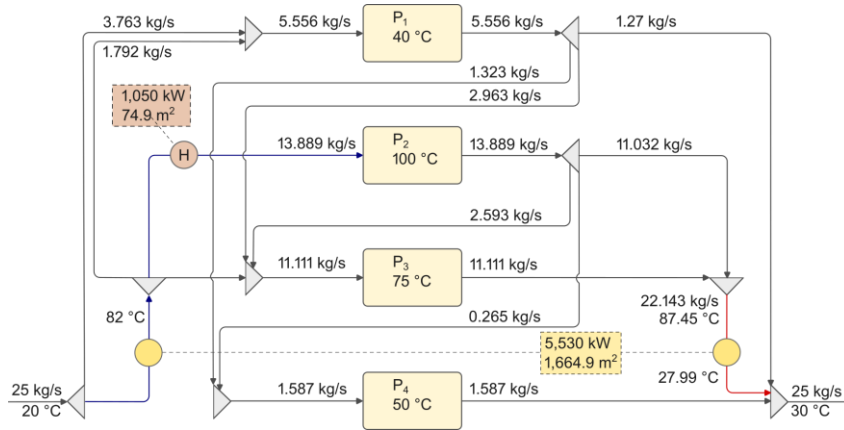 3.763 kg/s
5.556 kg/s
P1
40 °C
5.556 kg/s
1.27 kg/s
1.792 kg/s
1.323 kg/s
2.963 kg/s
1,050 kW
74.9 m²
H
13.889 kg/s
P2
100 °C
13.889 kg/s
11.032 kg/s
2.593 kg/s
11.111 kg/s
P3
75 °C
11.111 kg/s
82 °C
0.265 kg/s
22.143 kg/s
87.45 °C
5,530 kW
1,664.9 m²
27.99 °C
25 kg/s
20 °C
1.587 kg/s
P4
50 °C
1.587 kg/s
25 kg/s
30 °C